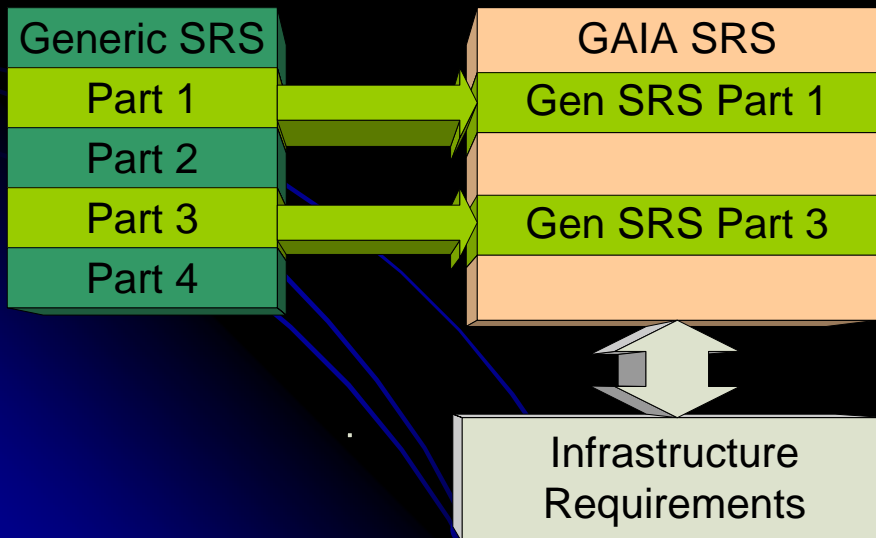 Generic SRS
Part 1
Part 2
Part 3
Part 4
GAIA SRS
Gen SRS Part 1
Gen SRS Part 3
Infrastructure
Requirements